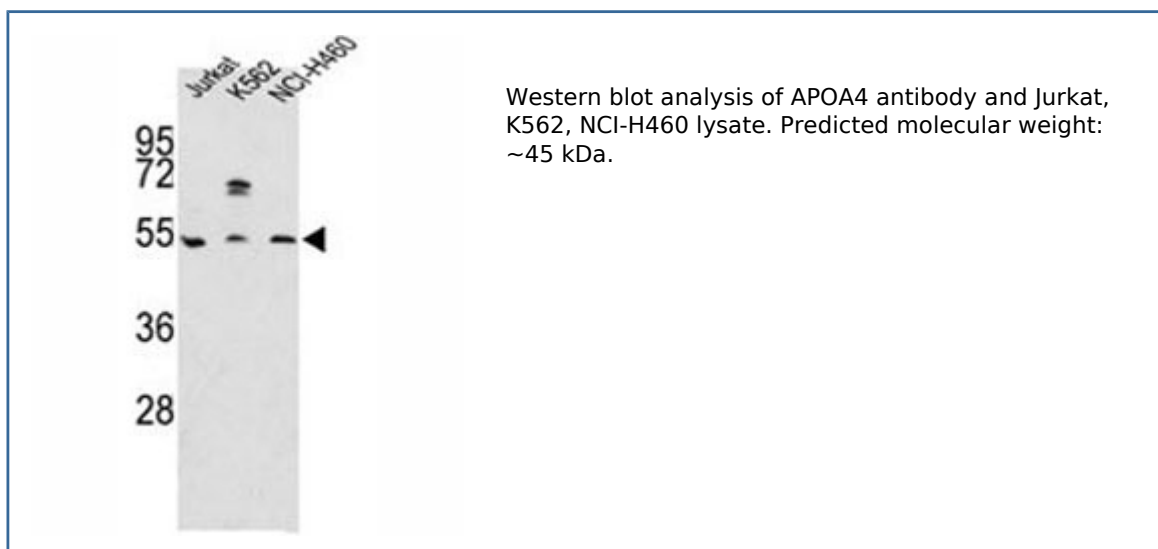 Jurkat
K562
NCI-H460
95
72
55
36
28
Western blot analysis of APOA4 antibody and Jurkat,
K562, NCI-H460 lysate. Predicted molecular weight:
~45 kDa.